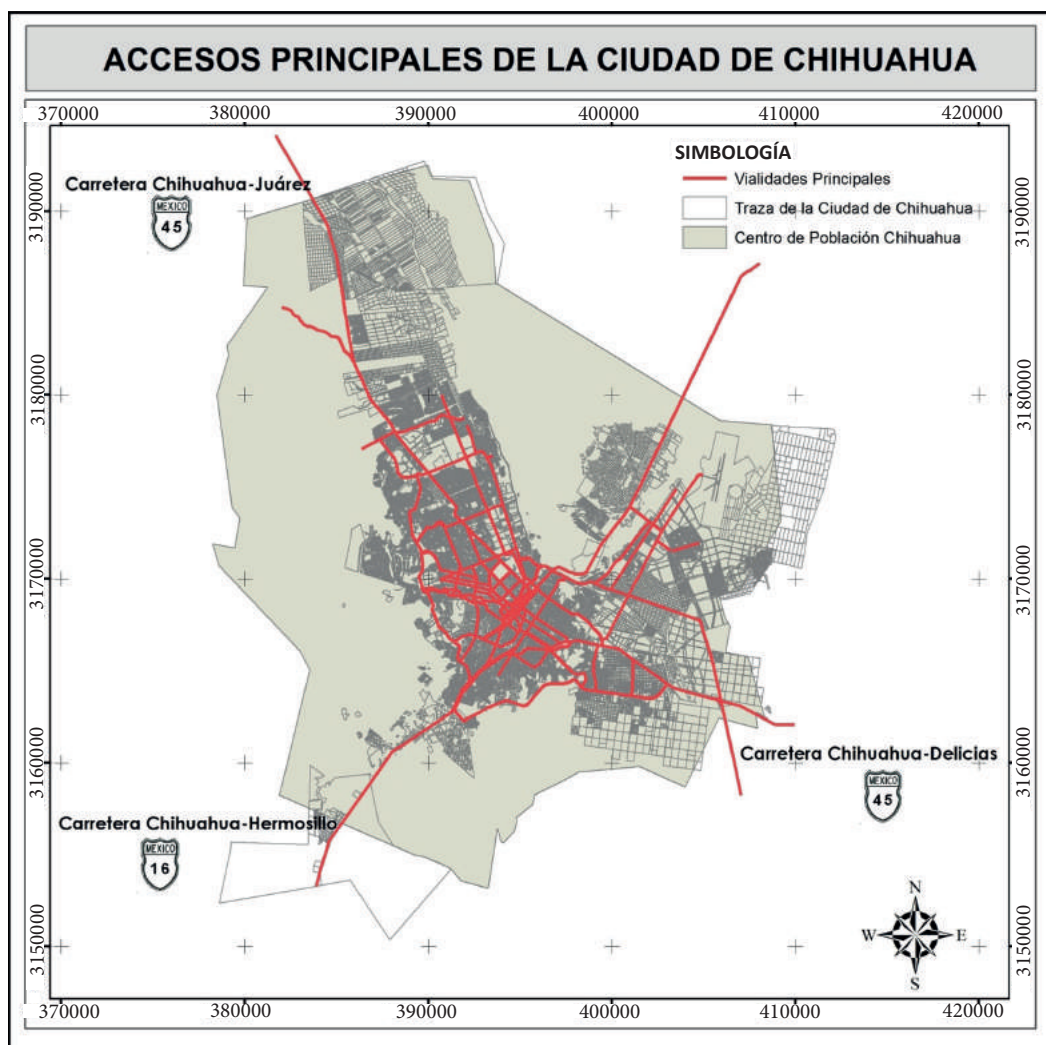 ACCESOS PRINCIPALES DE LA CIUDAD DE CHIHUAHUA
370000 380000 390000 400000 410000 420000
SIMBOLOGÍA
Vialidades Principales
Traza de la Ciudad de Chihuahua
Centro de Población Chihuahua
Carretera Chihuahua-Juárez
MEXICO
45
3190000 3190000
3180000 3180000
3170000 3170000
3160000 3160000
Carretera Chihuahua-Delicias
MEXICO
45
Carretera Chihuahua-Hermosillo
MEXICO
16
N
W E
S
3150000 3150000
370000 380000 390000 400000 410000 420000